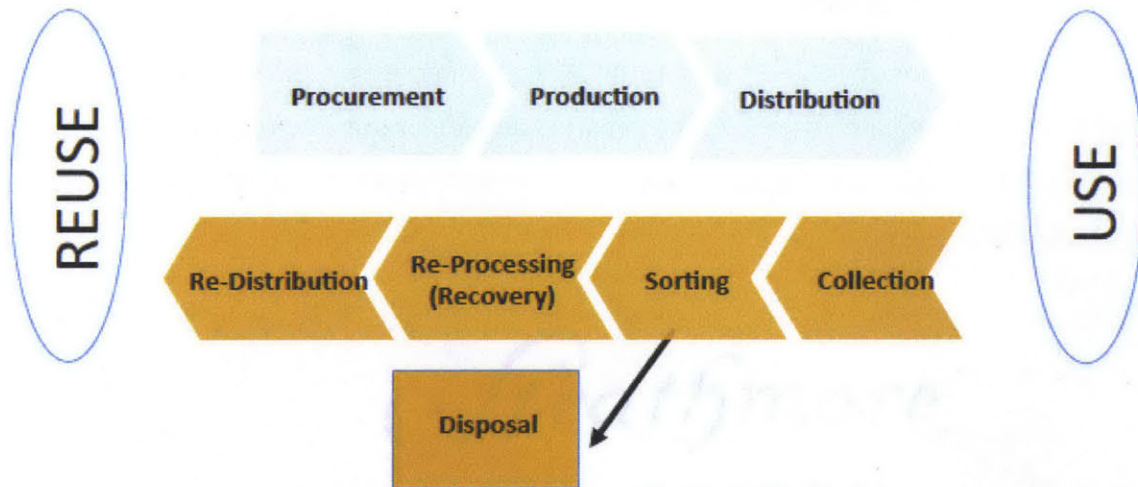 REUSE
Procurement
Production
Distribution
USE
Re-Distribution
Re-Processing
(Recovery)
Sorting
Collection
Disposal